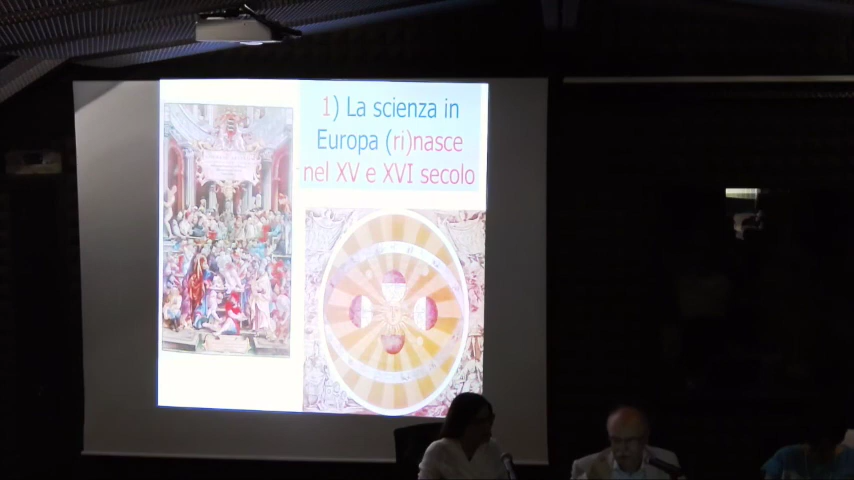 1) La scienza in
Europa (ri)nasce
nel XV e XVI secolo